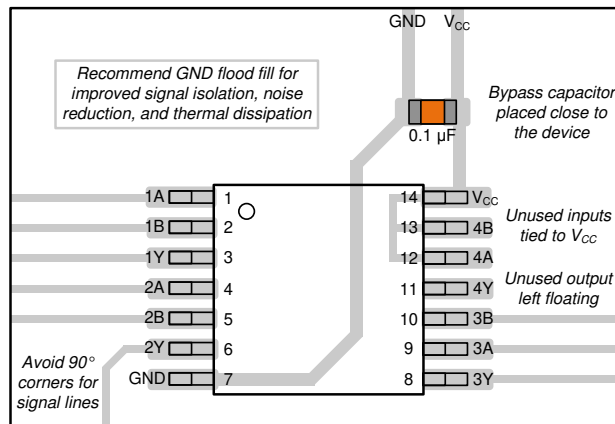 GND VCC
Recommend GND flood fill for
improved signal isolation, noise
reduction, and thermal dissipation
Bypass capacitor
placed close to
the device
0.1 µF
1A 1 14 VCC
1B 2 13 4B
1Y 3 12 4A
2A 4 11 4Y
2B 5 10 3B
2Y 6 9 3A
GND 7 8 3Y
Unused inputs
tied to VCC
Unused output
left floating
Avoid 90°
corners for
signal lines